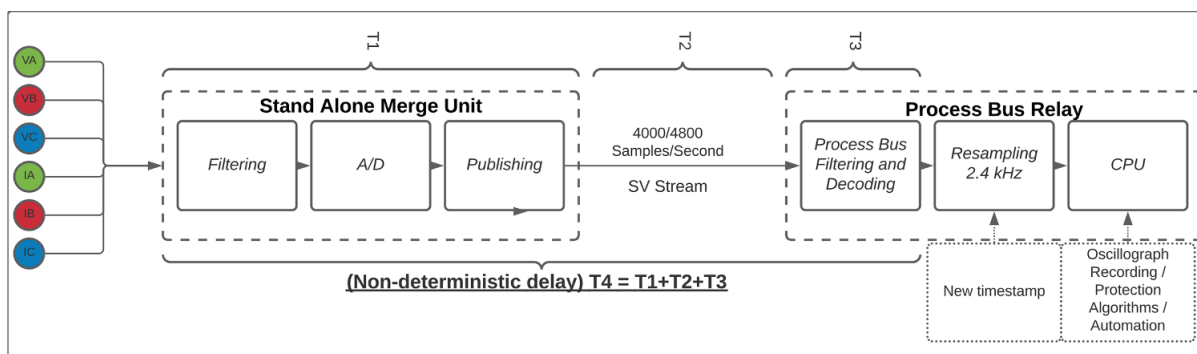 T1
T2
T3
VA
VB
VC
IA
IB
IC
Stand Alone Merge Unit
Filtering
A/D
Publishing
4000/4800
Samples/Second
SV Stream
Process Bus Relay
Process Bus
Filtering and
Decoding
Resampling
2.4 kHz
CPU
(Non-deterministic delay) T4 = T1+T2+T3
New timestamp
Oscillograph
Recording /
Protection
Algorithms /
Automation